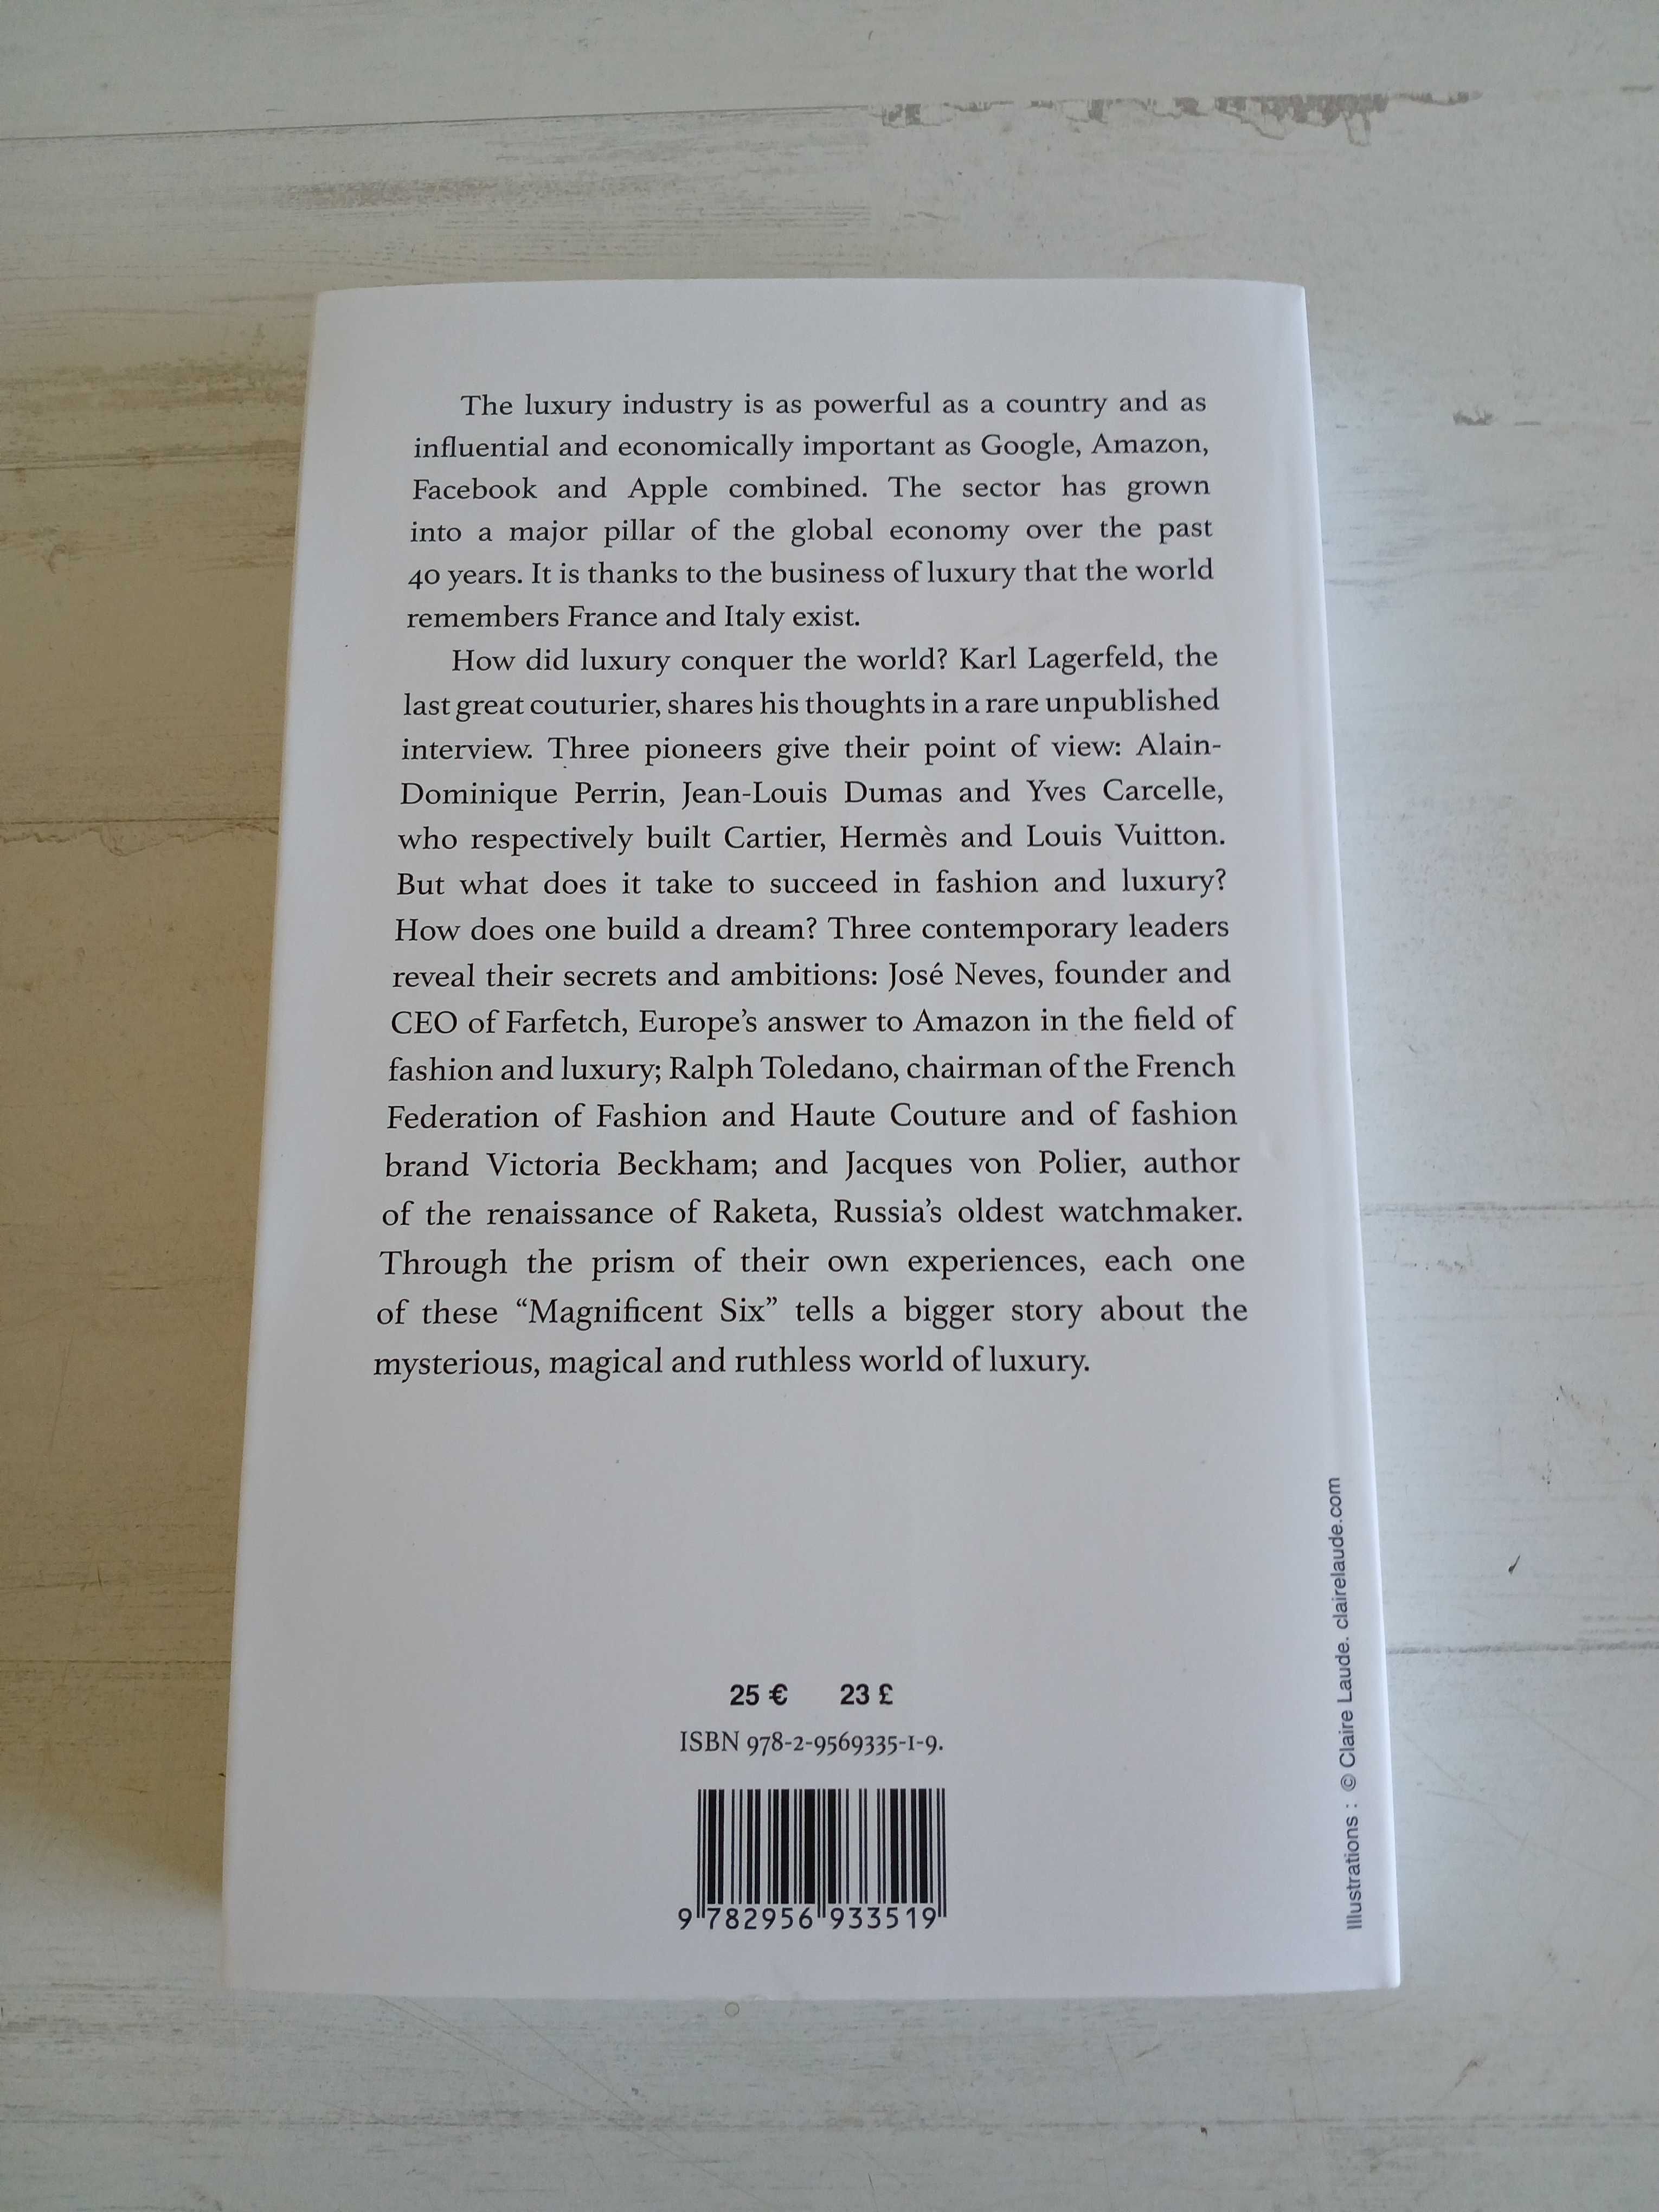 The luxury industry is as powerful as a country and as
influential and economically important as Google, Amazon,
Facebook and Apple combined. The sector has grown
into a major pillar of the global economy over the past
40 years. It is thanks to the business of luxury that the world
remembers France and Italy exist.
How did luxury conquer the world? Karl Lagerfeld, the
last great couturier, shares his thoughts in a rare unpublished
interview. Three pioneers give their point of view: Alain-
Dominique Perrin, Jean-Louis Dumas and Yves Carcelle,
who respectively built Cartier, Hermès and Louis Vuitton.
But what does it take to succeed in fashion and luxury?
How does one build a dream? Three contemporary leaders
reveal their secrets and ambitions: José Neves, founder and
CEO of Farfetch, Europe’s answer to Amazon in the field of
fashion and luxury; Ralph Toledano, chairman of the French
Federation of Fashion and Haute Couture and of fashion
brand Victoria Beckham; and Jacques von Polier, author
of the renaissance of Raketa, Russia’s oldest watchmaker.
Through the prism of their own experiences, each one
of these “Magnificent Six” tells a bigger story about the
mysterious, magical and ruthless world of luxury.
25 € 23 £
ISBN 978-2-9569335-1-9.
9 782956 933519
Illustrations : © Claire Laude. clairelaude.com